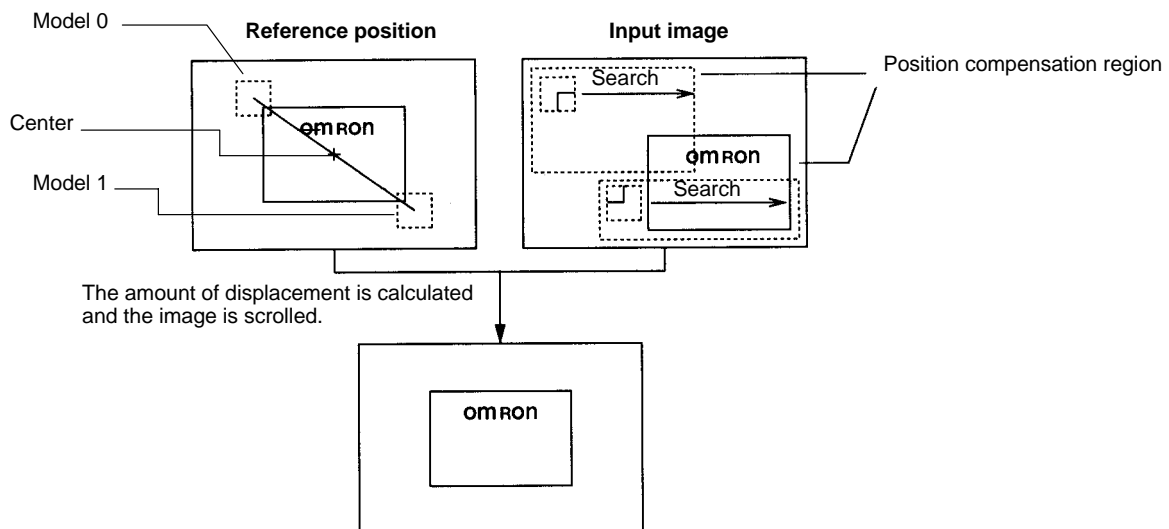 Model 0
Reference position
Input image
Search
Position compensation region
Center
omRon
omRon
Model 1
Search
The amount of displacement is calculated
and the image is scrolled.
omRon